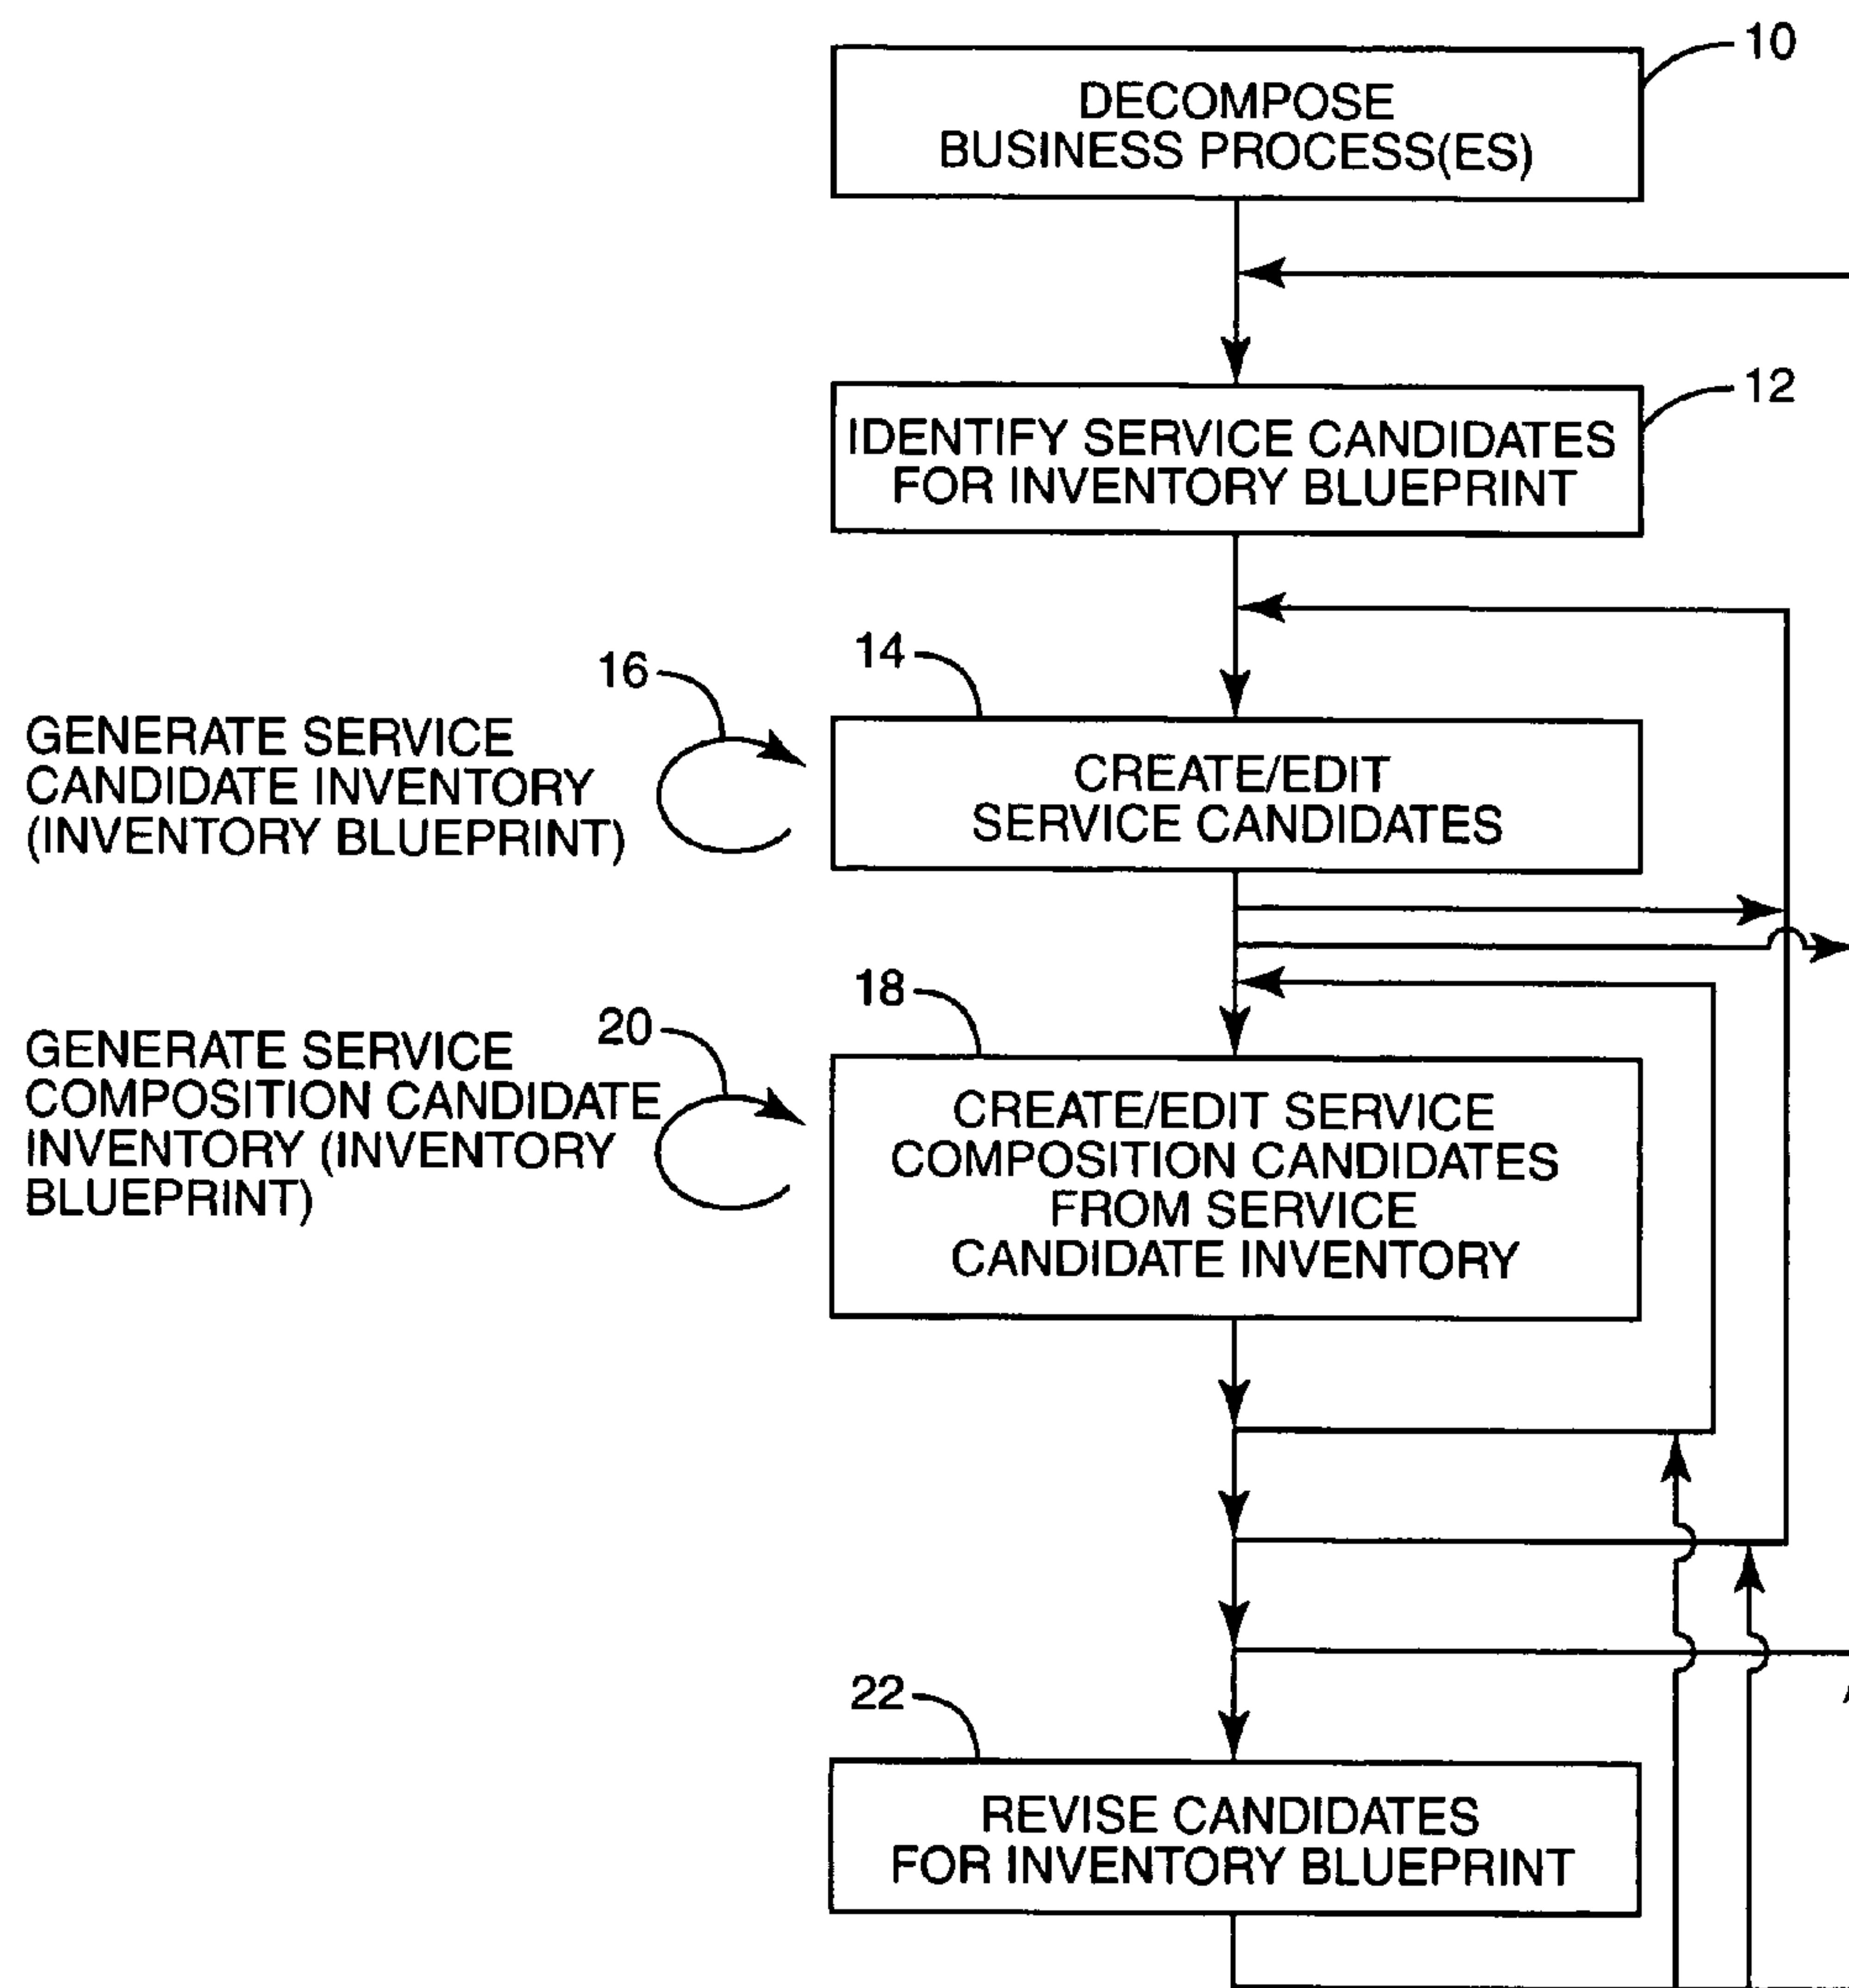 10
DECOMPOSE
BUSINESS PROCESS(ES)
12
IDENTIFY SERVICE CANDIDATES
FOR INVENTORY BLUEPRINT
16
14
GENERATE SERVICE
CANDIDATE INVENTORY
(INVENTORY BLUEPRINT)
CREATE/EDIT
SERVICE CANDIDATES
18
20
GENERATE SERVICE
COMPOSITION CANDIDATE
INVENTORY (INVENTORY
BLUEPRINT)
CREATE/EDIT SERVICE
COMPOSITION CANDIDATES
FROM SERVICE
CANDIDATE INVENTORY
22
REVISE CANDIDATES
FOR INVENTORY BLUEPRINT